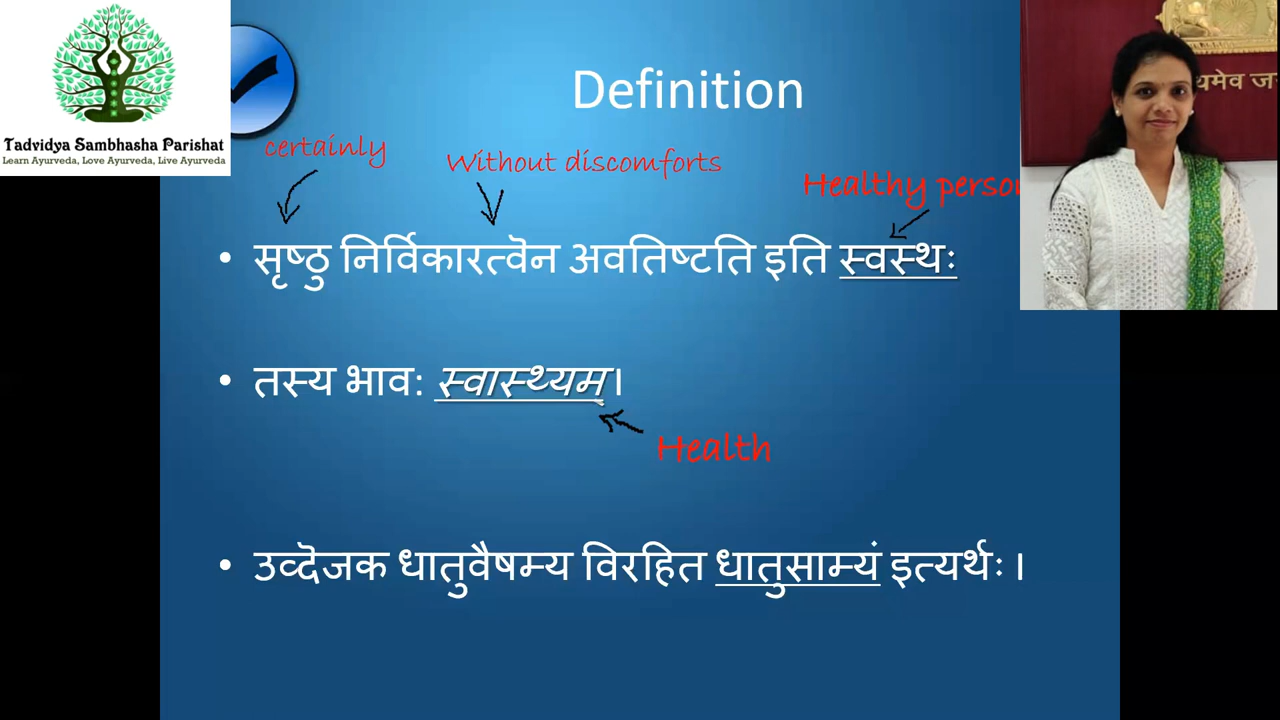 Tadvidya Sambhasha Parishat
Learn Ayurveda, Love Ayurveda, Live Ayurveda
Definition
certainly
Without discomforts
Healthy person
• सृष्ठु निर्विकारत्वॆन अवतिष्टति इति स्वस्थः
• तस्य भाव: स्वास्थ्यम् ।
Health
• उव्दॆजक धातुवैषम्य विरहित धातुसाम्यं इत्यर्थः ।